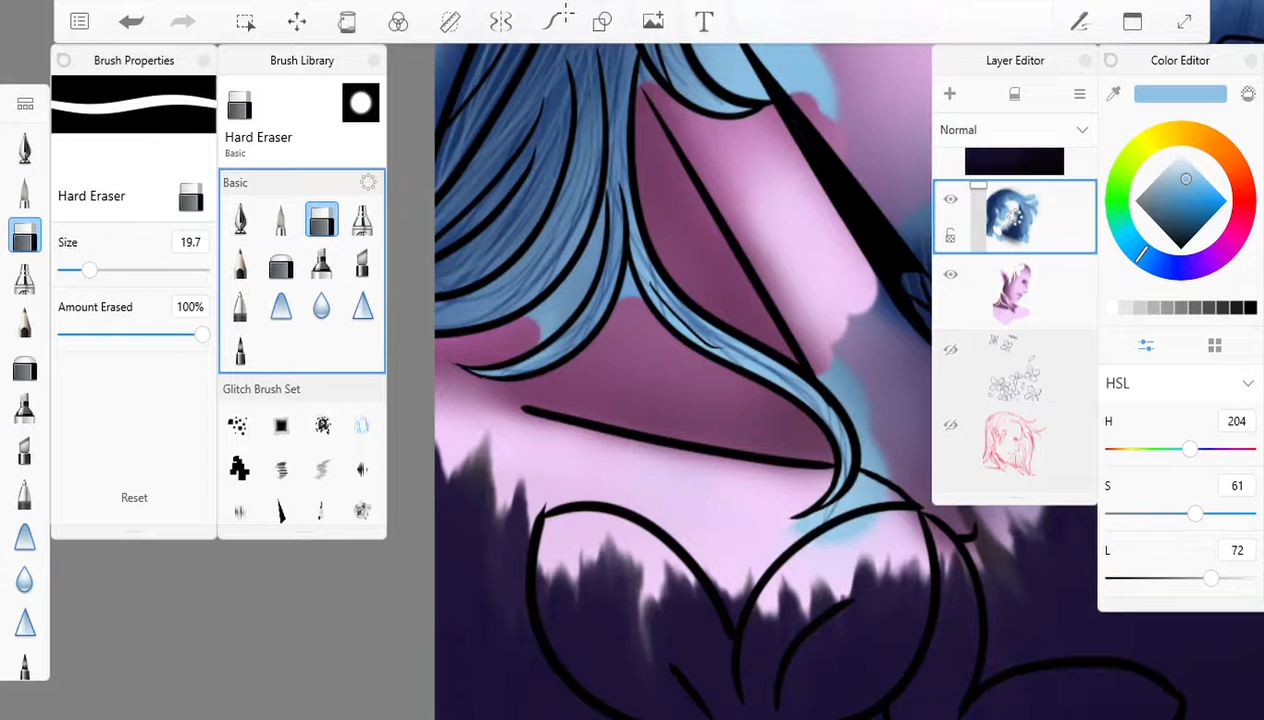 T
Brush Properties
Hard Eraser
Size
19.7
Amount Erased
100%
Reset
Brush Library
Hard Eraser
Basic
Basic
Glitch Brush Set
Layer Editor
Normal
Color Editor
HSL
H
204
S
61
L
72